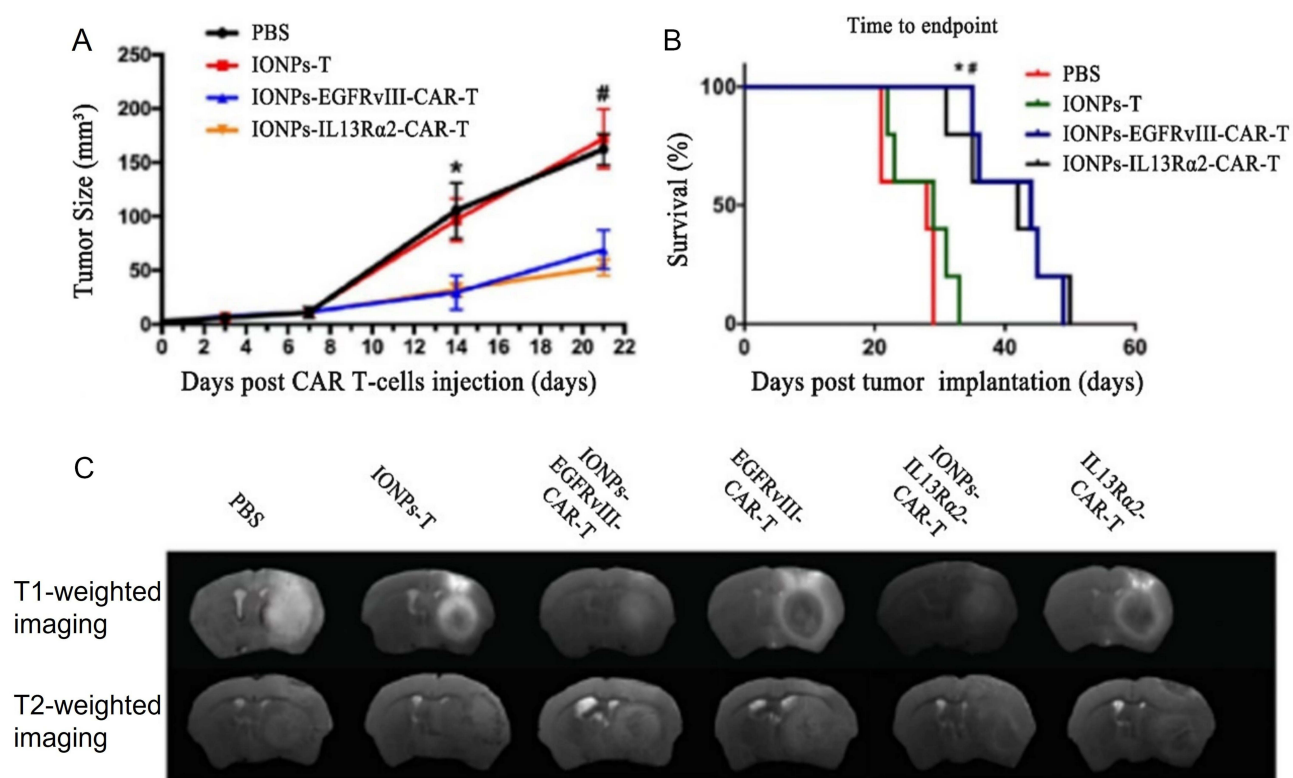 A
PBS
IONPs-T
IONPs-EGFRvIII-CAR-T
IONPs-IL13Rα2-CAR-T
250
200
150
100
50
0
*
#
Tumor Size (mm³)
0 2 4 6 8 10 12 14 16 18 20 22
Days post CAR T-cells injection (days)
B
Time to endpoint
* #
PBS
IONPs-T
IONPs-EGFRvIII-CAR-T
IONPs-IL13Rα2-CAR-T
100
50
0
Survival (%)
0 20 40 60
Days post tumor implantation (days)
C
PBS
IONPs-T
IONPs-
EGFRvIII-
CAR-T
EGFRvIII-
CAR-T
IONPs-
IL13Rα2-
CAR-T
IL13Rα2-
CAR-T
T1-weighted
imaging
T2-weighted
imaging